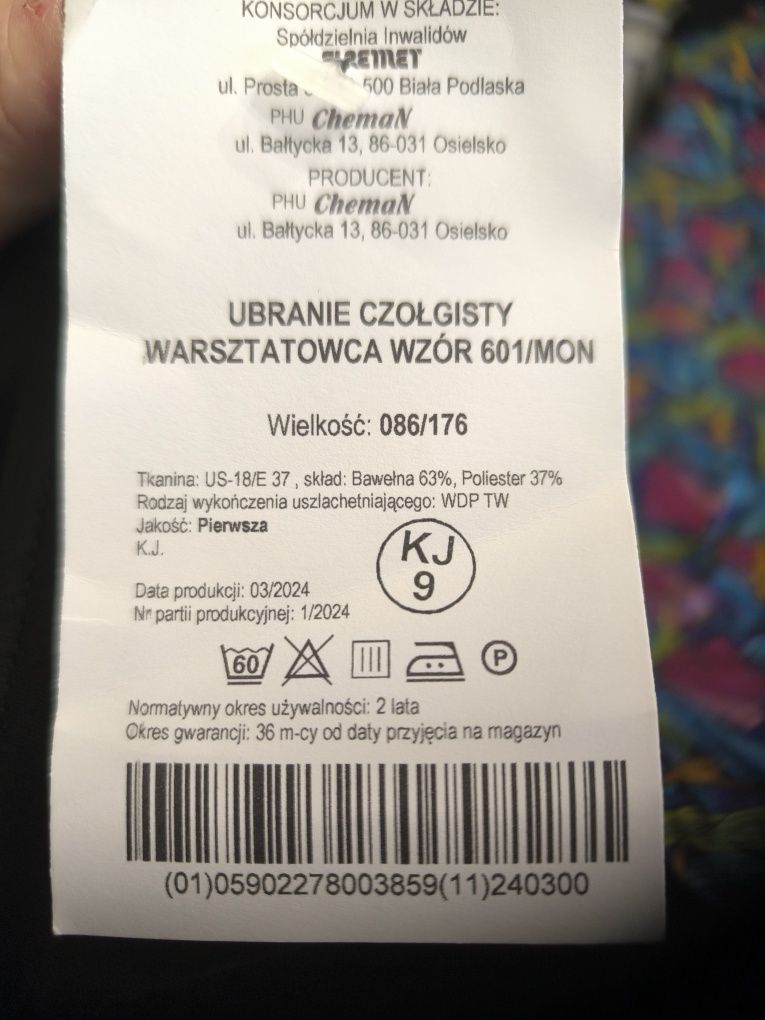 KONSORCJUM W SKŁADZIE:
Spółdzielnia Inwalidów
ul. Prosta 500 Biała Podlaska
PHU ChemaN
ul. Bałtycka 13, 86-031 Osielsko
PRODUCENT:
PHU ChemaN
ul. Bałtycka 13, 86-031 Osielsko
UBRANIE CZOŁGISTY
WARSZTATOWCA WZÓR 601/MON
Wielkość: 086/176
Tkanina: US-18/E 37 , skład: Bawełna 63%, Poliester 37%
Rodzaj wykończenia uszlachetniającego: WDP TW
Jakość: Pierwsza
K.J.
KJ
9
Data produkcji: 03/2024
Nr partii produkcyjnej: 1/2024
60
P
Normatywny okres używalności: 2 lata
Okres gwarancji: 36 m-cy od daty przyjęcia na magazyn
(01)05902278003859(11)240300